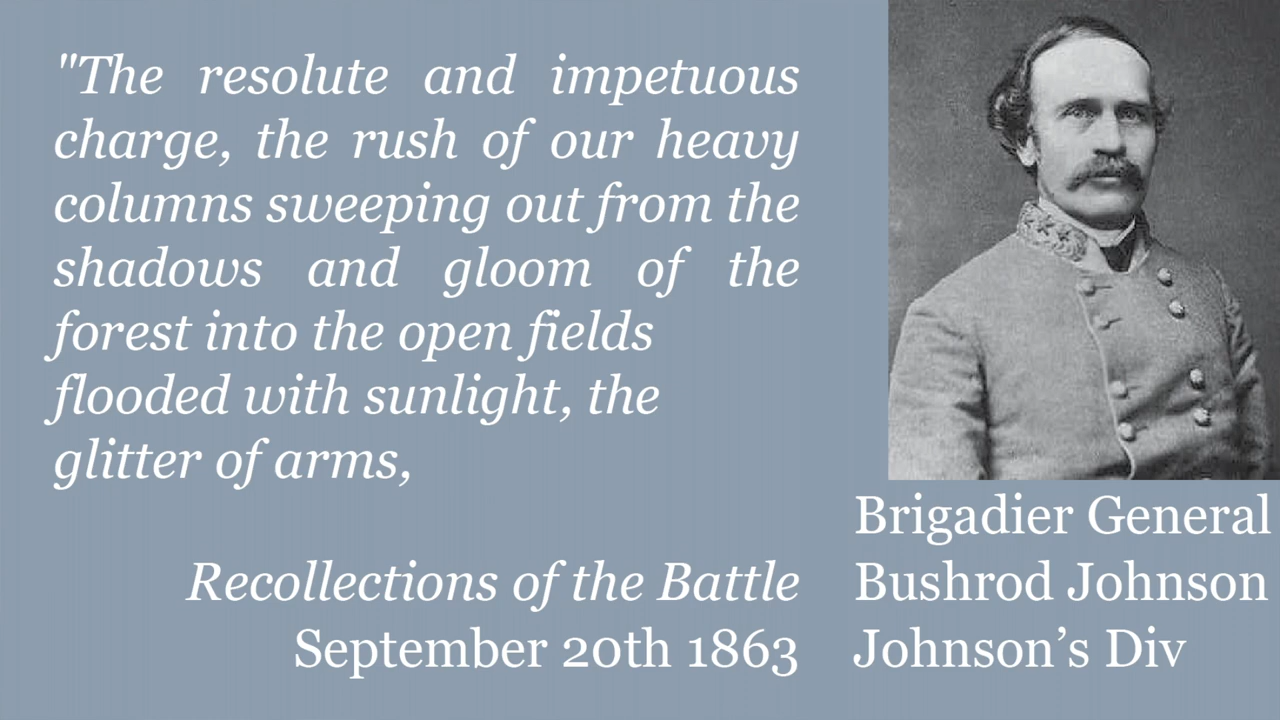 "The resolute and impetuous
charge, the rush of our heavy
columns sweeping out from the
shadows and gloom of the
forest into the open fields
flooded with sunlight, the
glitter of arms,
Recollections of the Battle
September 20th 1863
Brigadier General
Bushrod Johnson
Johnson’s Div